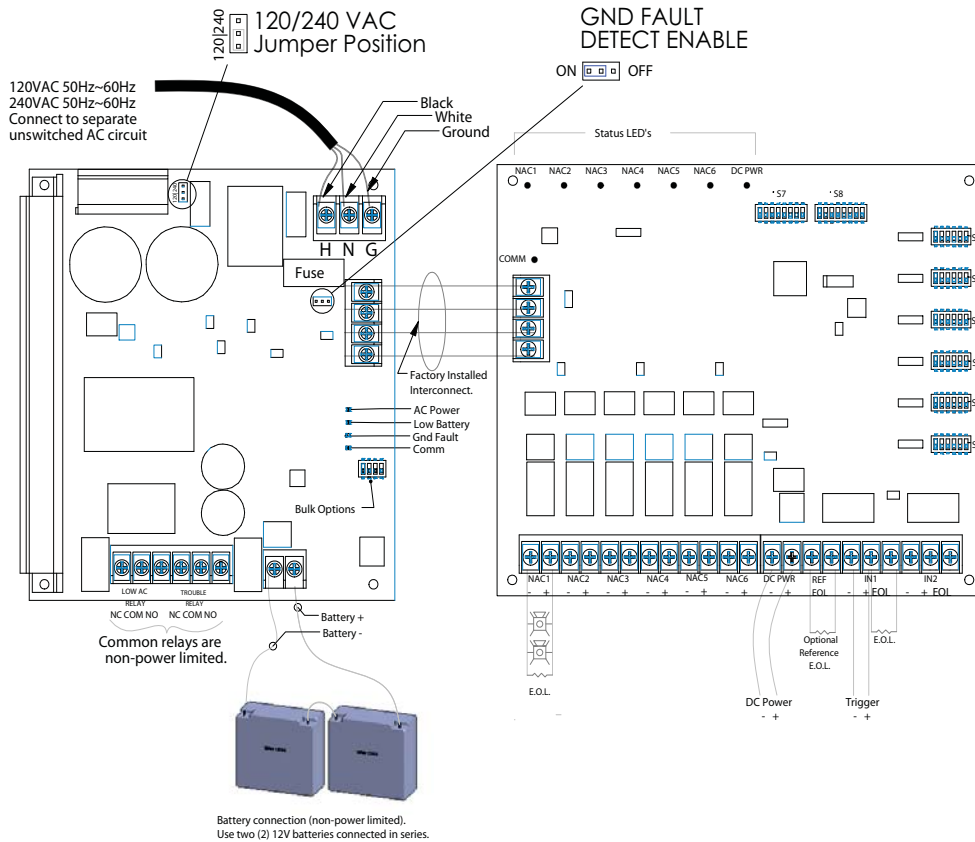 120/240 VAC
Jumper Position
120|240
GND FAULT
DETECT ENABLE
ON OFF
120VAC 50Hz~60Hz
240VAC 50Hz~60Hz
Connect to separate
unswitched AC circuit
Black
White
Ground
Status LED's
NAC1 NAC2 NAC3 NAC4 NAC5 NAC6 DC PWR
S7 S8
120|240
H N G
Fuse
COMM
S
S
S
S
S
S
Factory Installed
Interconnect.
AC Power
Low Battery
Gnd Fault
Comm
Bulk Options
LOW AC
RELAY
NC COM NO
TROUBLE
RELAY
NC COM NO
Common relays are
non-power limited.
Battery +
Battery -
NAC1 NAC2 NAC3 NAC4 NAC5 NAC6 DC PWR REF IN1 IN2
- + - + - + - + - + - + - + EOL - + EOL - + EOL
E.O.L.
Optional
Reference
E.O.L.
E.O.L.
DC Power
- +
Trigger
- +
Battery connection (non-power limited).
Use two (2) 12V batteries connected in series.